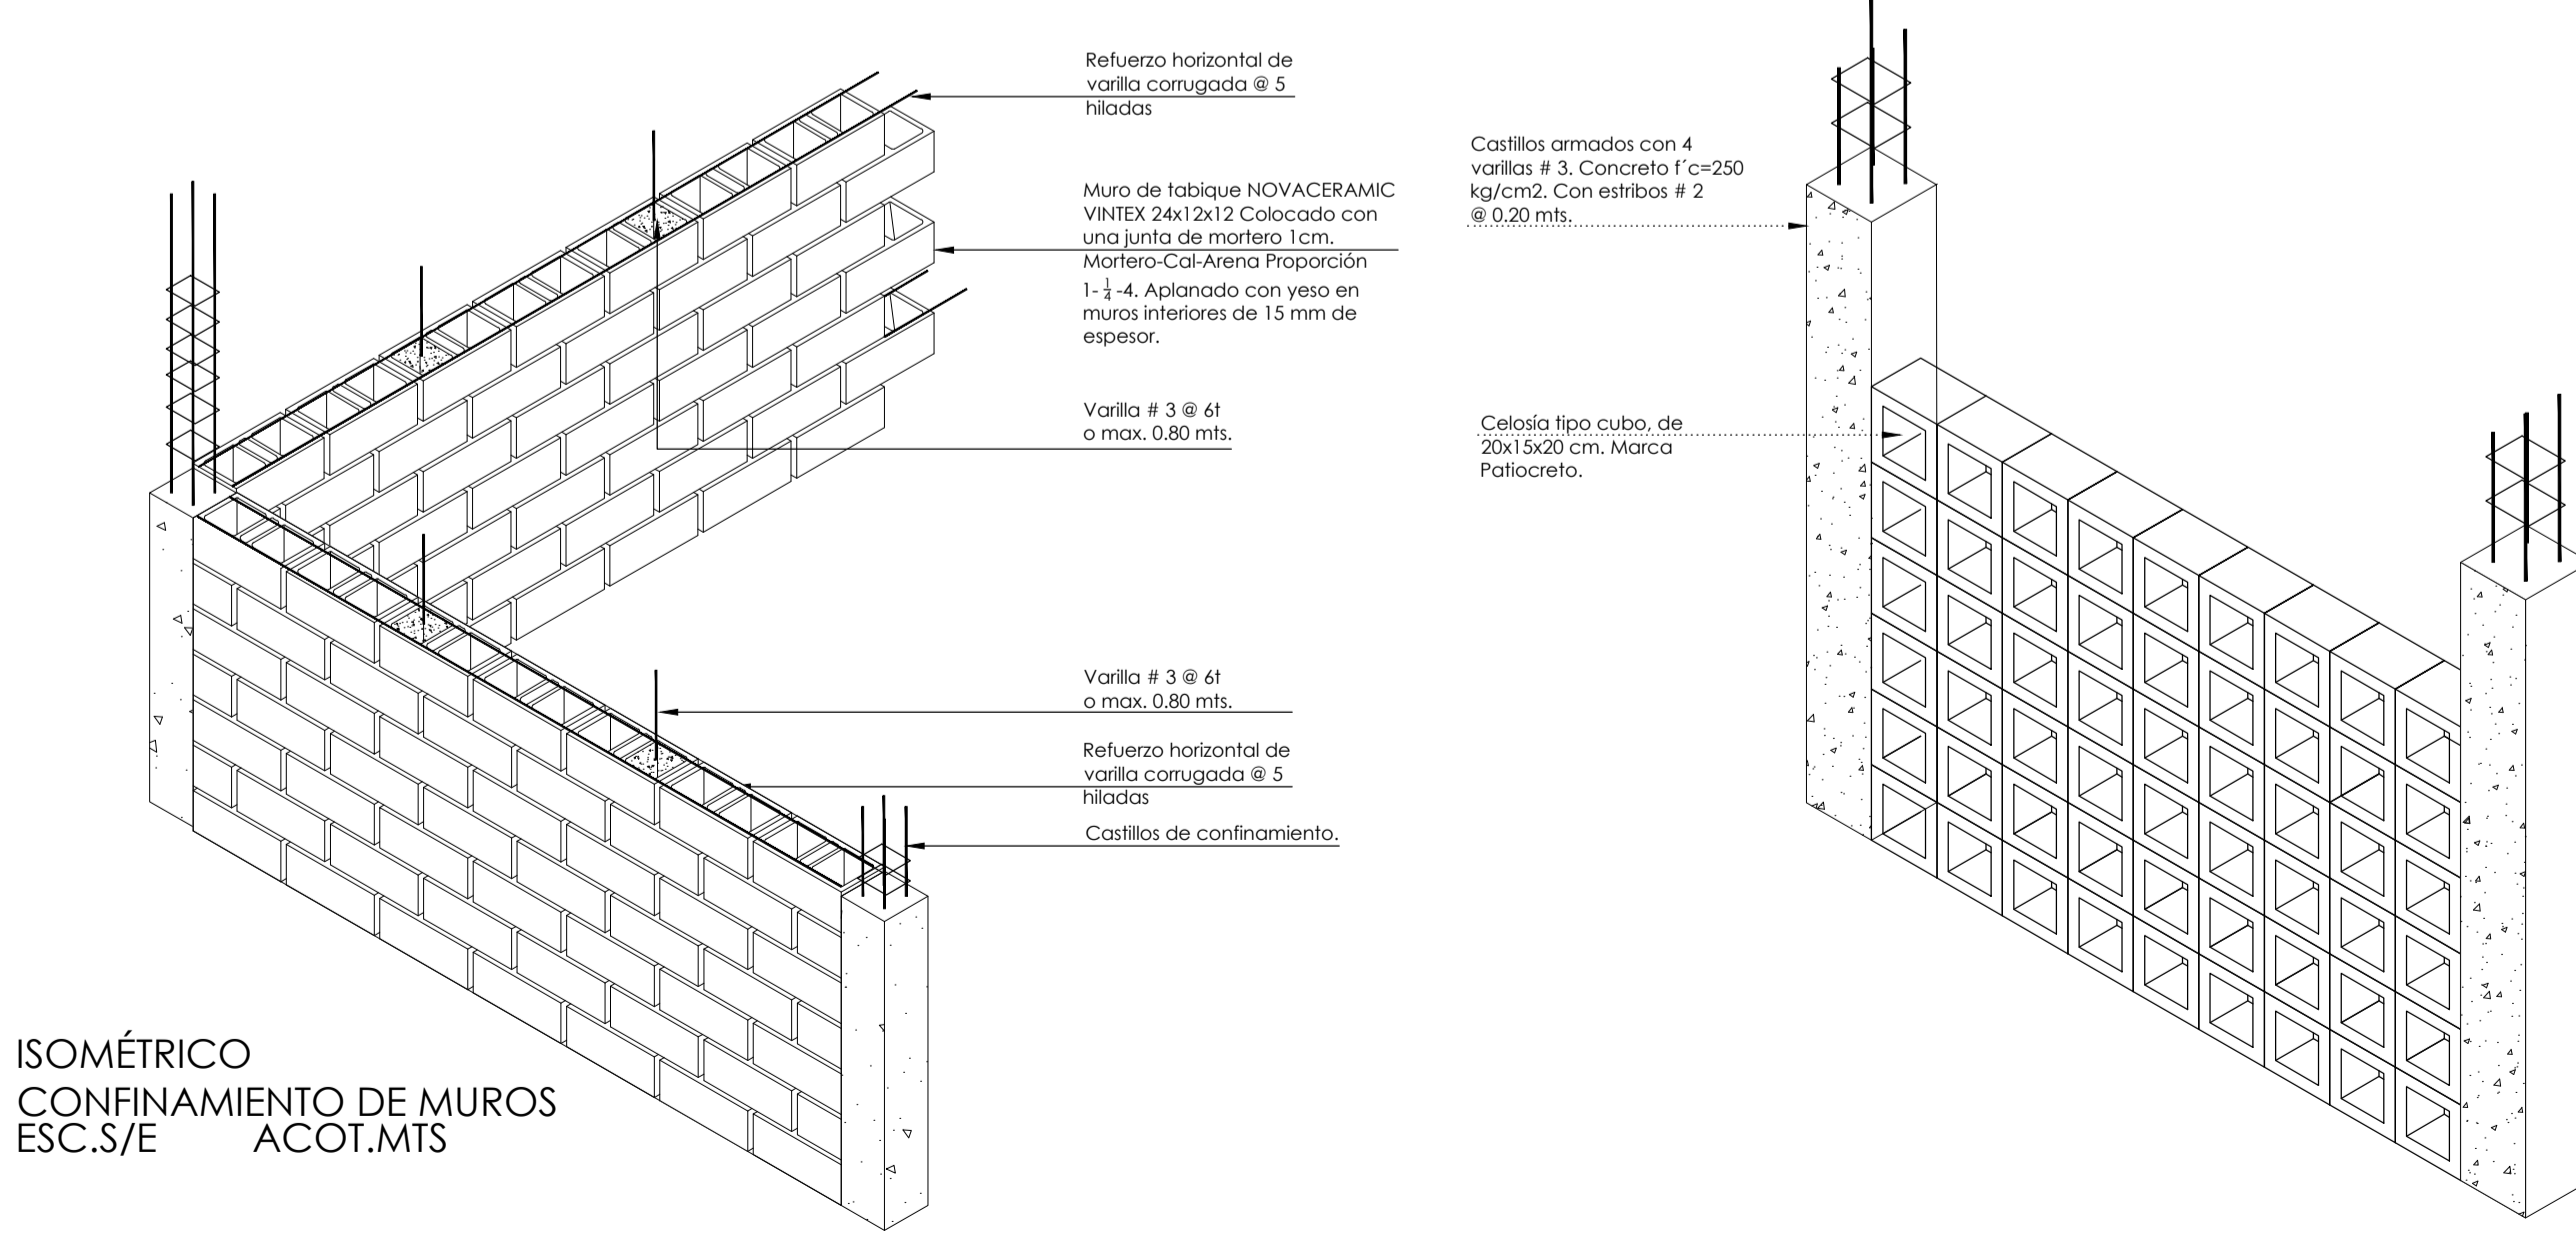 Refuerzo horizontal de
varilla corrugada @ 5
hiladas
Muro de tabique NOVACERAMIC
VINTEX 24x12x12 Colocado con
una junta de mortero 1cm.
Mortero-Cal-Arena Proporción
1-1/4-4. Aplanado con yeso en
muros interiores de 15 mm de
espesor.
Varilla # 3 @ 6t
o max. 0.80 mts.
Varilla # 3 @ 6t
o max. 0.80 mts.
Refuerzo horizontal de
varilla corrugada @ 5
hiladas
Castillos de confinamiento.
ISOMÉTRICO
CONFINAMIENTO DE MUROS
ESC.S/E ACOT.MTS
Castillos armados con 4
varillas # 3. Concreto f´c=250
kg/cm2. Con estribos # 2
@ 0.20 mts.
Celosía tipo cubo, de
20x15x20 cm. Marca
Patiocreto.